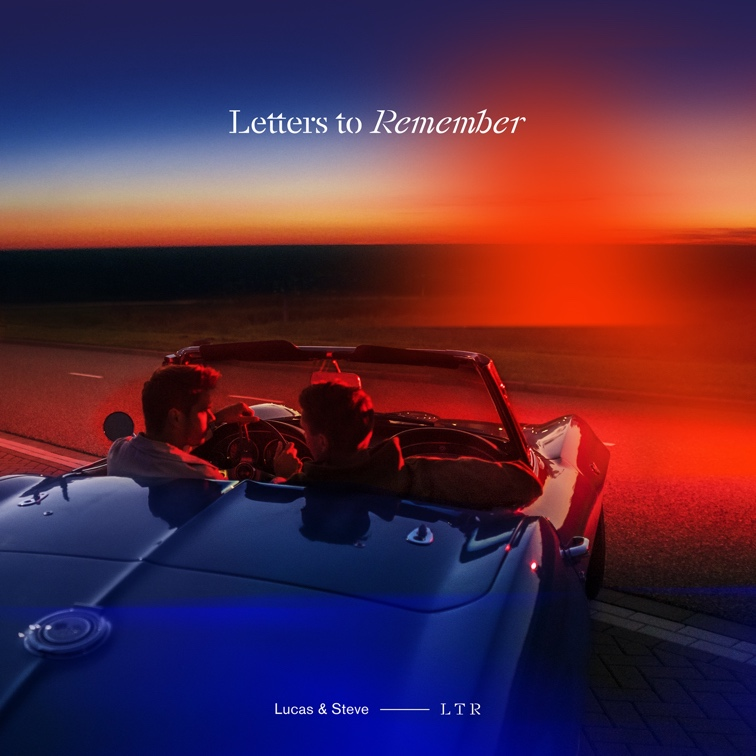 Letters to Remember
Lucas & Steve —— LTR